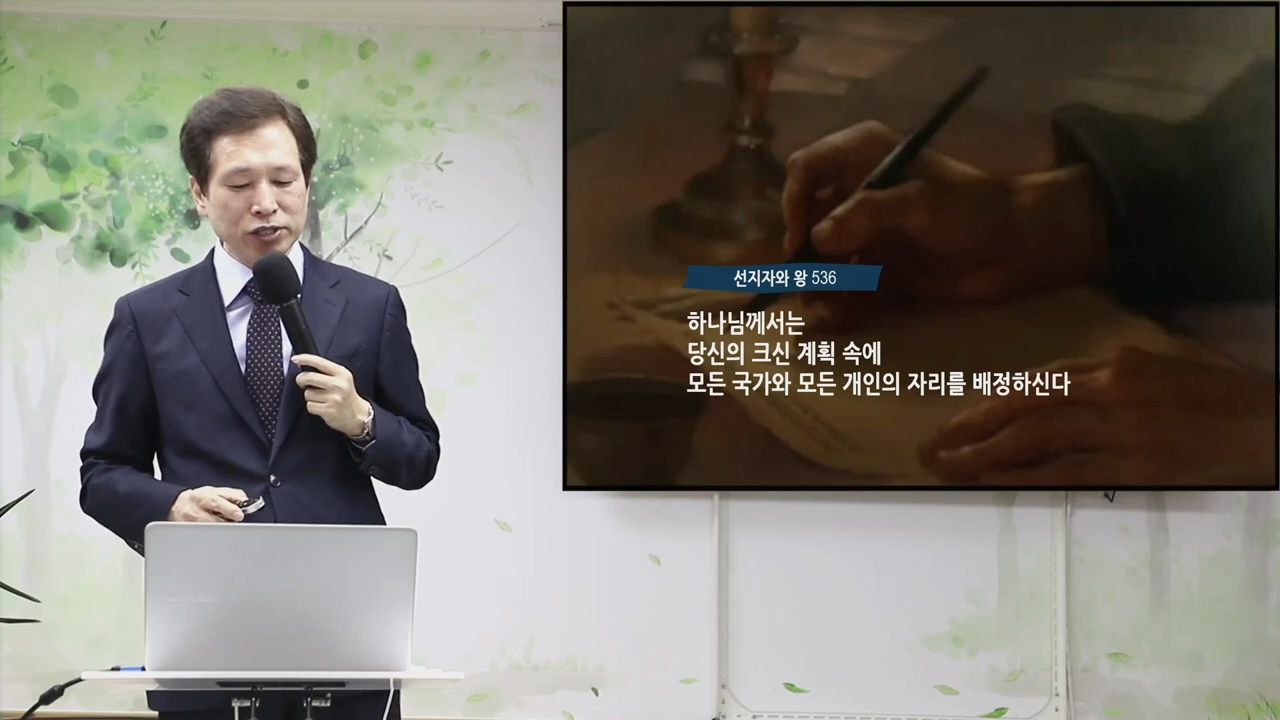 선지자와 왕 536
하나님께서는
당신의 크신 계획 속에
모든 국가와 모든 개인의 자리를 배정하신다